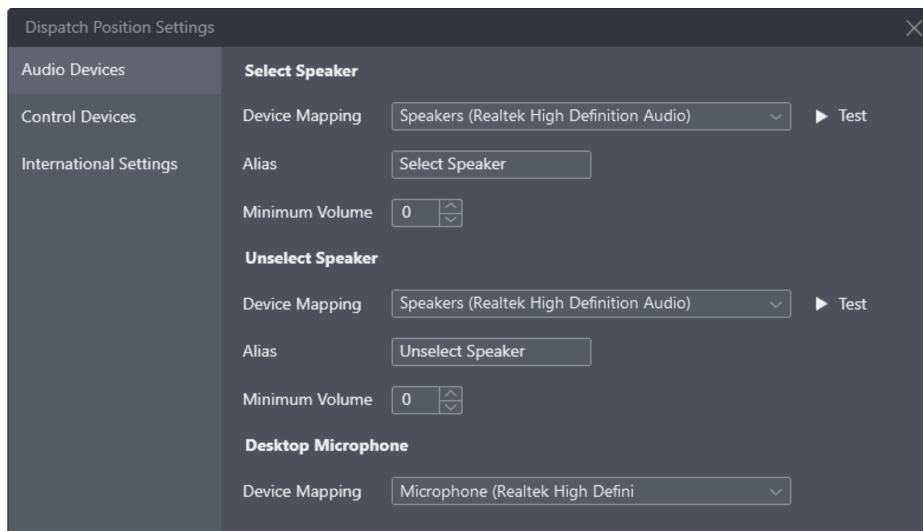 Dispatch Position Settings
Audio Devices
Control Devices
International Settings
Select Speaker
Device Mapping Speakers (Realtek High Definition Audio) Test
Alias Select Speaker
Minimum Volume 0
Unselect Speaker
Device Mapping Speakers (Realtek High Definition Audio) Test
Alias Unselect Speaker
Minimum Volume 0
Desktop Microphone
Device Mapping Microphone (Realtek High Defini